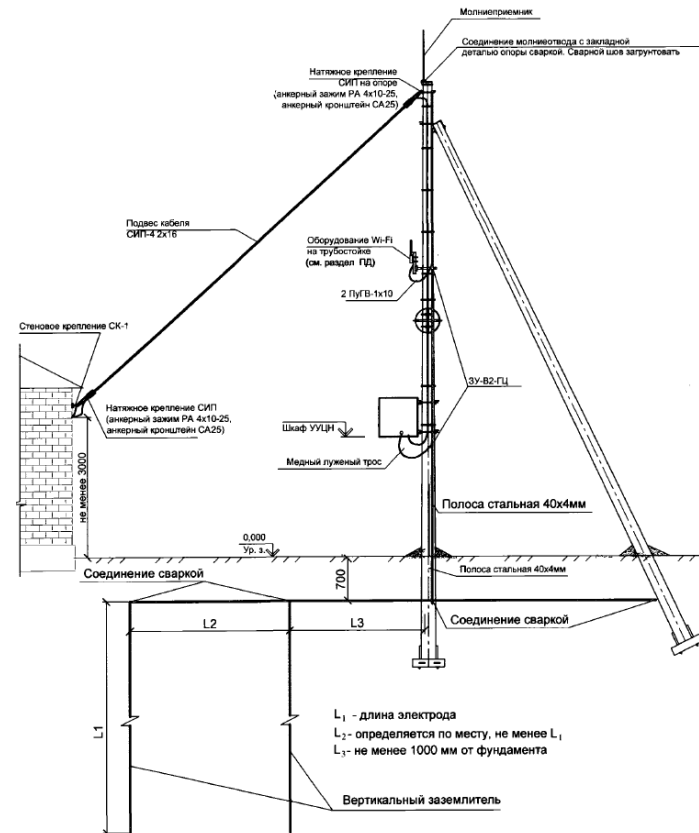 Молниеприемник
Соединение молниеотвода с закладной
деталью опоры сваркой. Сварной шов загрунтовать
Натяжное крепление
СИП на опоре
(анкерный зажим РА 4х10-25,
анкерный кронштейн СА25)
Подвес кабеля
СИП-4 2х16
Оборудование Wi-Fi
на трубостойке
(см. раздел ПД)
2 ПуГВ-1х10
Стеновое крепление СК-1
ЗУ-В2-ГЦ
Натяжное крепление СИП
(анкерный зажим РА 4х10-25,
анкерный кронштейн СА25)
Шкаф УУЦН
Медный луженый трос
не менее 3000
Полоса стальная 40х4мм
0,000
Ур. з.
700
Полоса стальная 40х4мм
Соединение сваркой
Соединение сваркой
L2
L3
L1
L1 - длина электрода
L2- определяется по месту, не менее L1
L3- не менее 1000 мм от фундамента
Вертикальный заземлитель